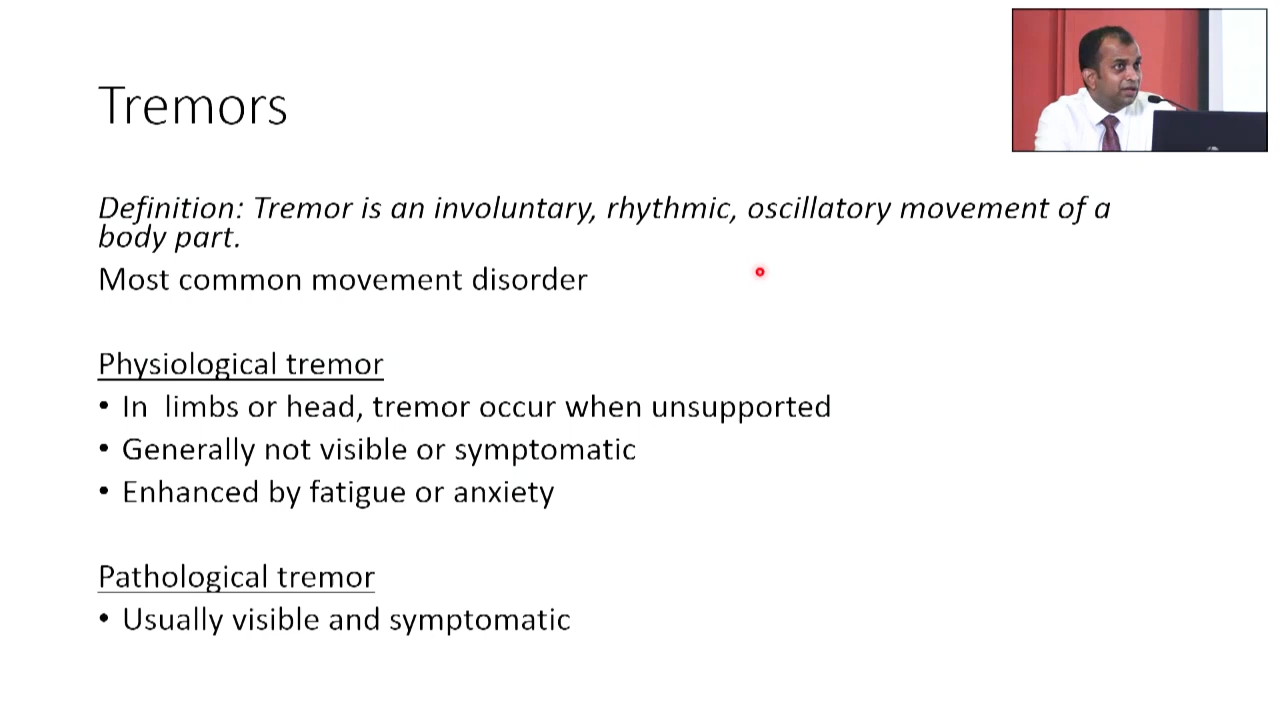 Tremors
Definition: Tremor is an involuntary, rhythmic, oscillatory movement of a
body part.
Most common movement disorder
Physiological tremor
• In  limbs or head, tremor occur when unsupported
• Generally not visible or symptomatic
• Enhanced by fatigue or anxiety
Pathological tremor
• Usually visible and symptomatic